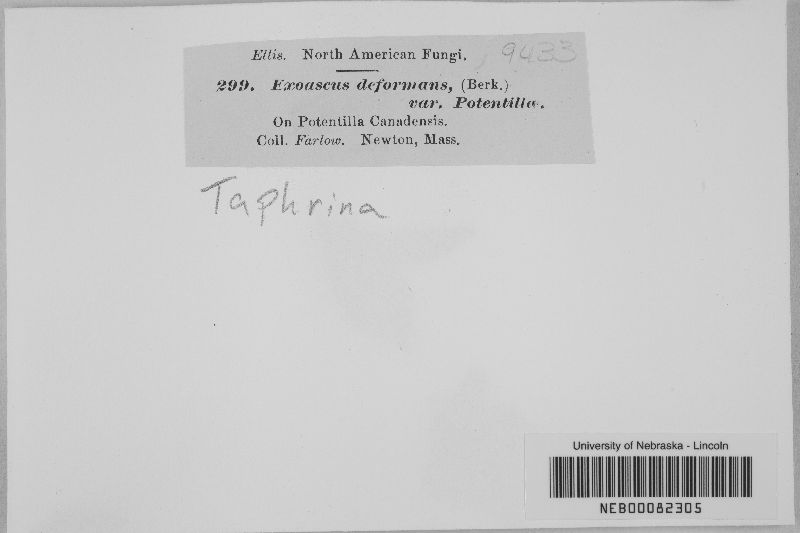 Ellis. North American Fungi.
9433
299. Exoascus deformans, (Berk.)
var. Potentillæ.
On Potentilla Canadensis.
Coll. Farlow. Newton, Mass.
Taphrina
University of Nebraska - Lincoln
NEB00082305